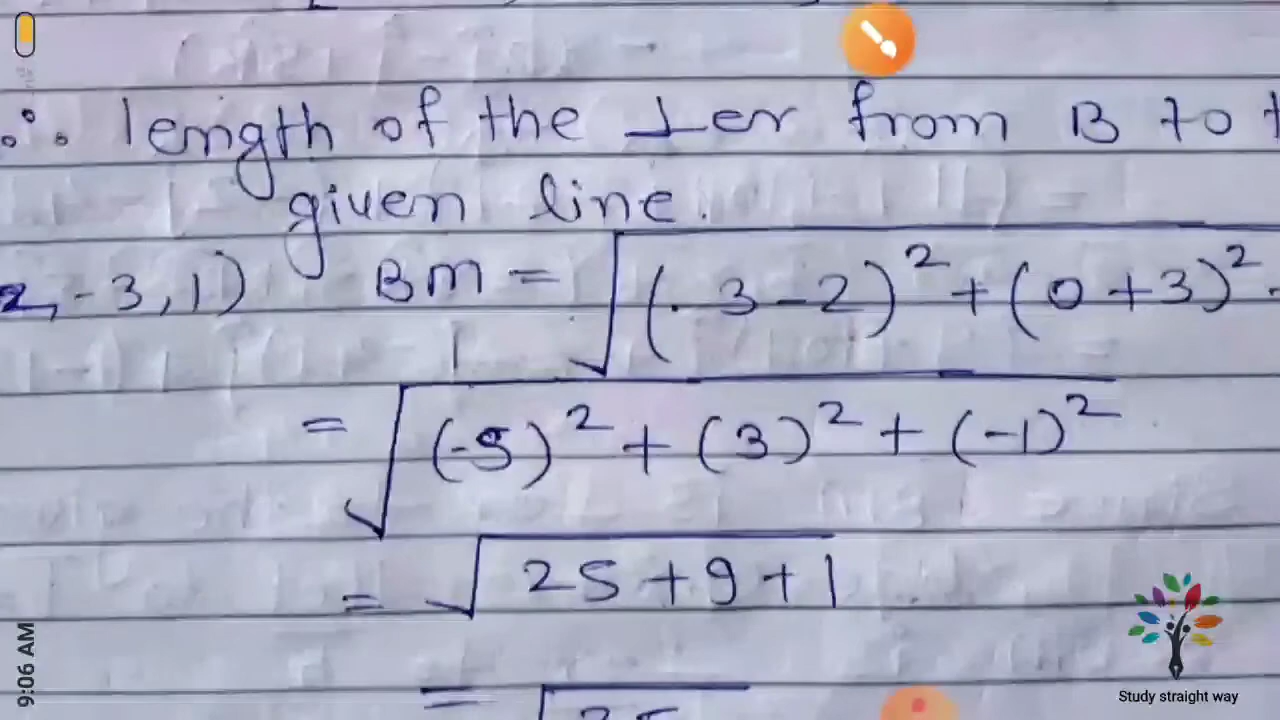 ∴ length of the ⊥er from B to t
given line.
2, -3, 1) BM = √(. 3-2)² + (0+3)²
= √(-5)² + (3)² + (-1)²
= √25+9+1
= √35
9:06 AM
Study straight way